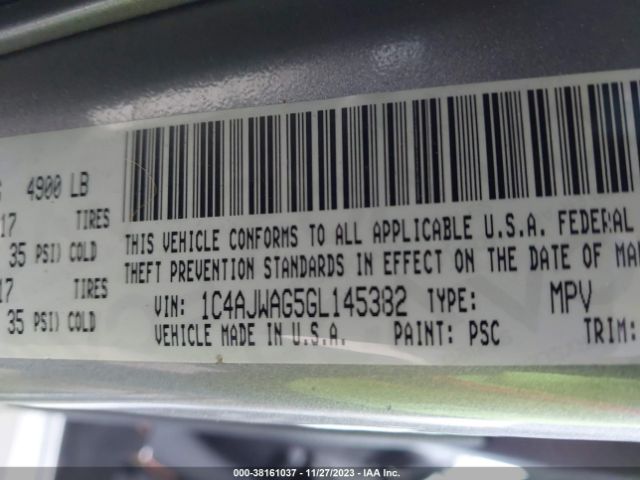 4900 LB
17 TIRES
35 PSI) COLD
17
35 PSI) COLD
THIS VEHICLE CONFORMS TO ALL APPLICABLE U.S.A. FEDERAL
THEFT PREVENTION STANDARDS IN EFFECT ON THE DATE OF MA
VIN: 1C4AJWAG5GL145382 TYPE: MPV
VEHICLE MADE IN U.S.A. PAINT: PSC TRIM:
000-38161037 - 11/27/2023 - IAA Inc.